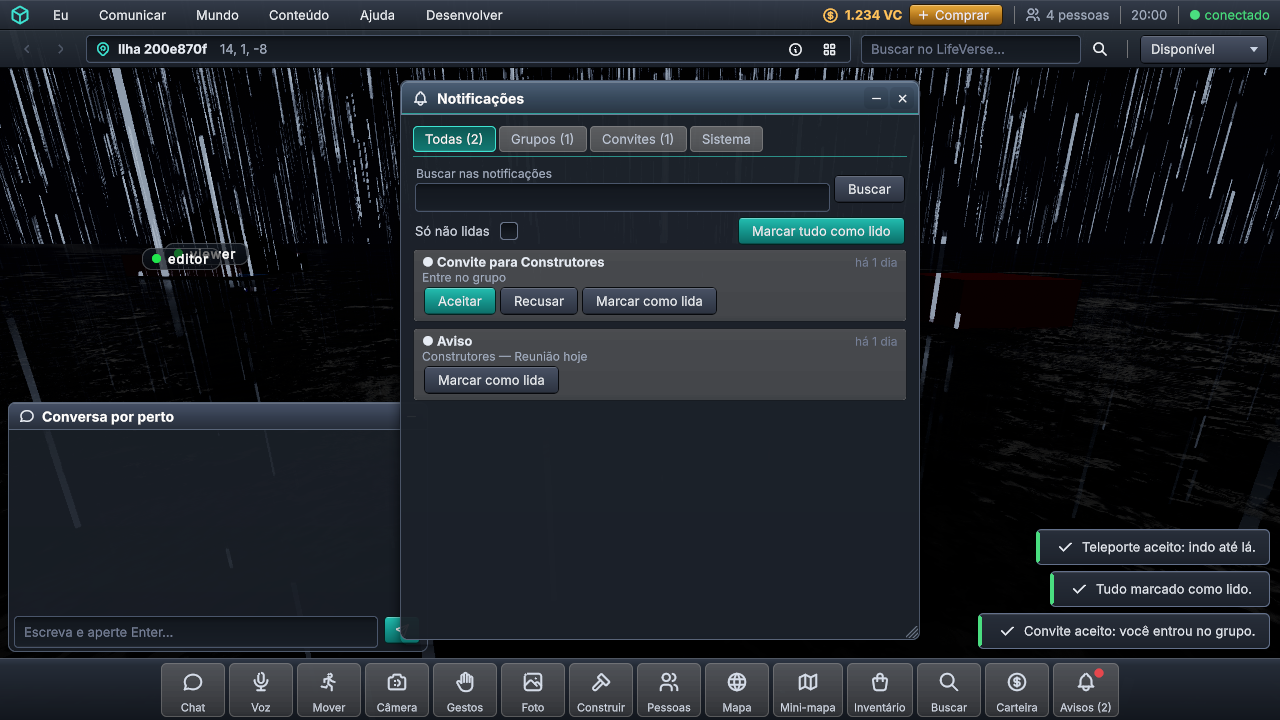 Eu Comunicar Mundo Conteúdo Ajuda Desenvolver 1.234 VC + Comprar 4 pessoas 20:00 conectado
Ilha 200e870f 14, 1, -8 Buscar no LifeVerse... Disponível
Notificações
Todas (2) Grupos (1) Convites (1) Sistema
Buscar nas notificações
Buscar
Só não lidas Marcar tudo como lido
Convite para Construtores há 1 dia
Entre no grupo
Aceitar Recusar Marcar como lida
Aviso há 1 dia
Construtores — Reunião hoje
Marcar como lida
editor
Conversa por perto
Escreva e aperte Enter...
Teleporte aceito: indo até lá.
Tudo marcado como lido.
Convite aceito: você entrou no grupo.
Chat Voz Mover Câmera Gestos Foto Construir Pessoas Mapa Mini-mapa Inventário Buscar Carteira Avisos (2)